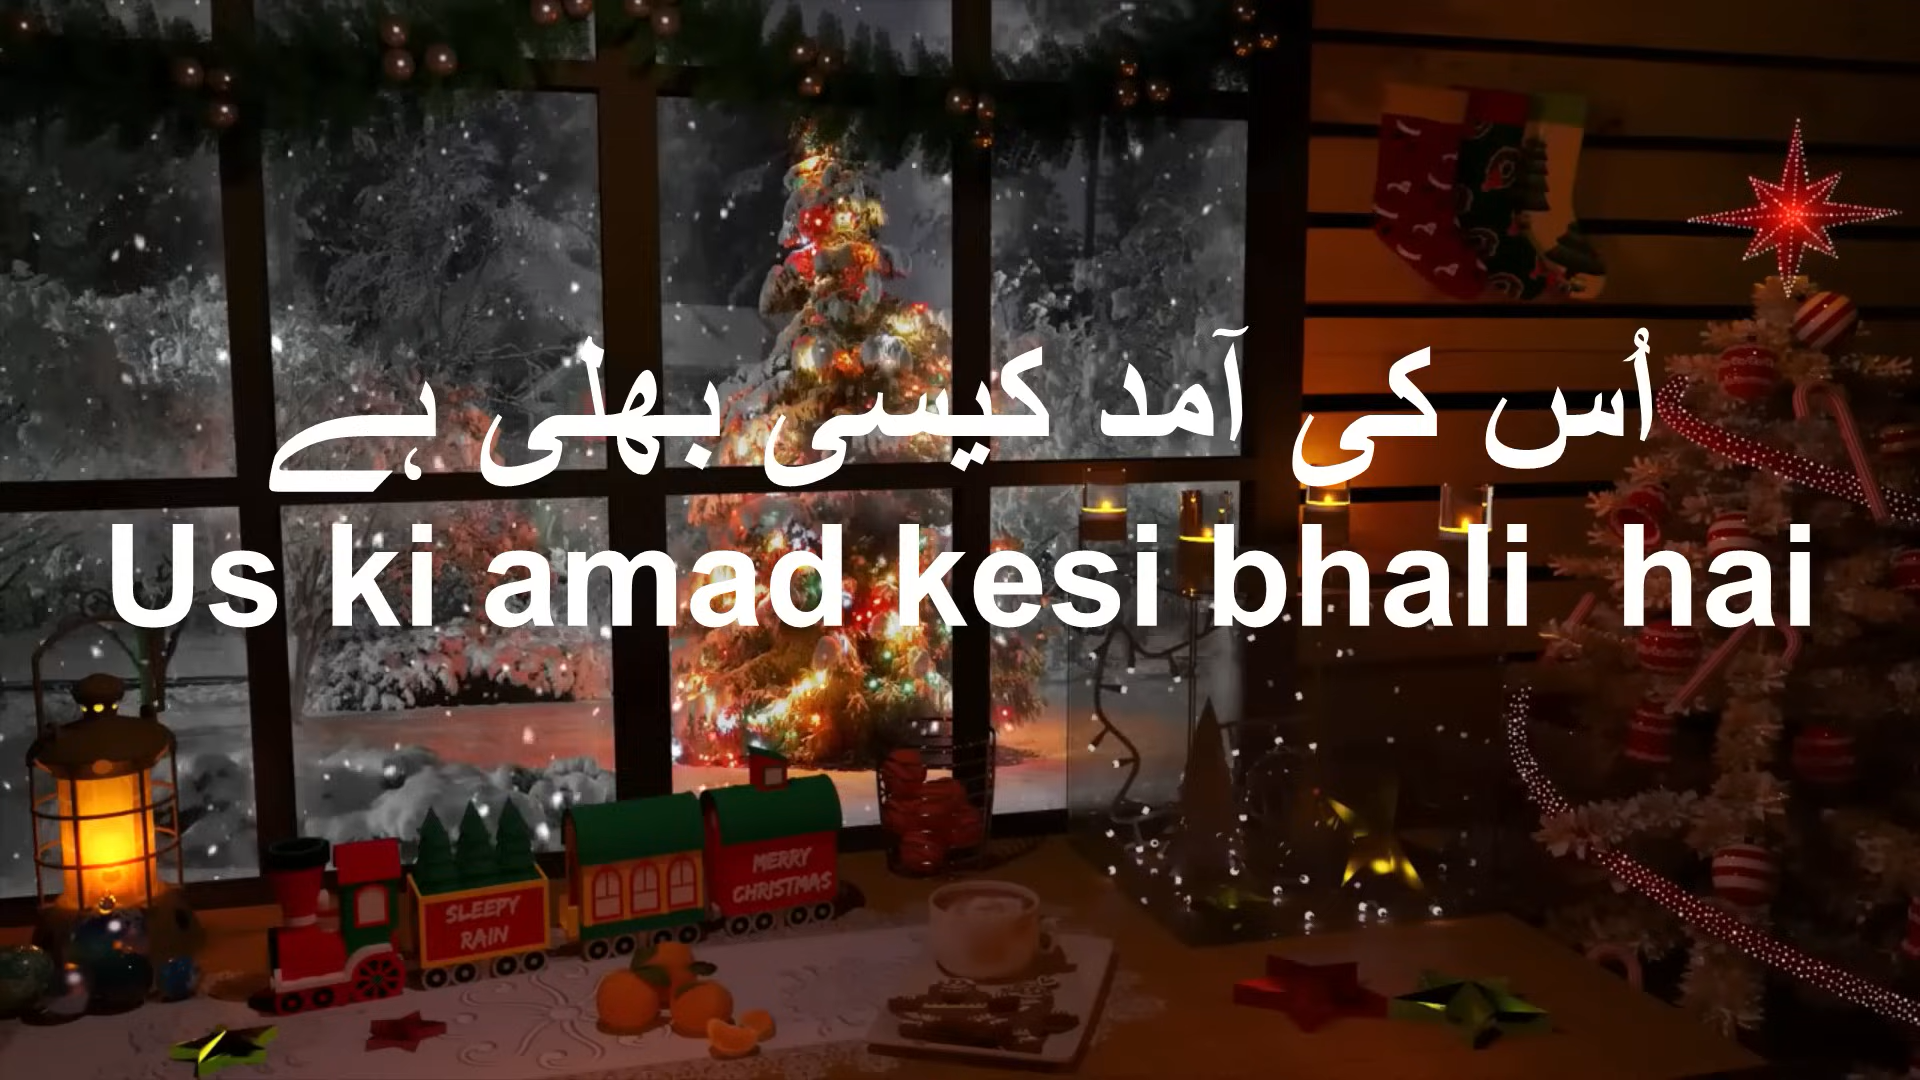 اُس کی آمد کیسی بھلی ہے
Us ki amad kesi bhali  hai
SLEEPY
RAIN
MERRY
CHRISTMAS